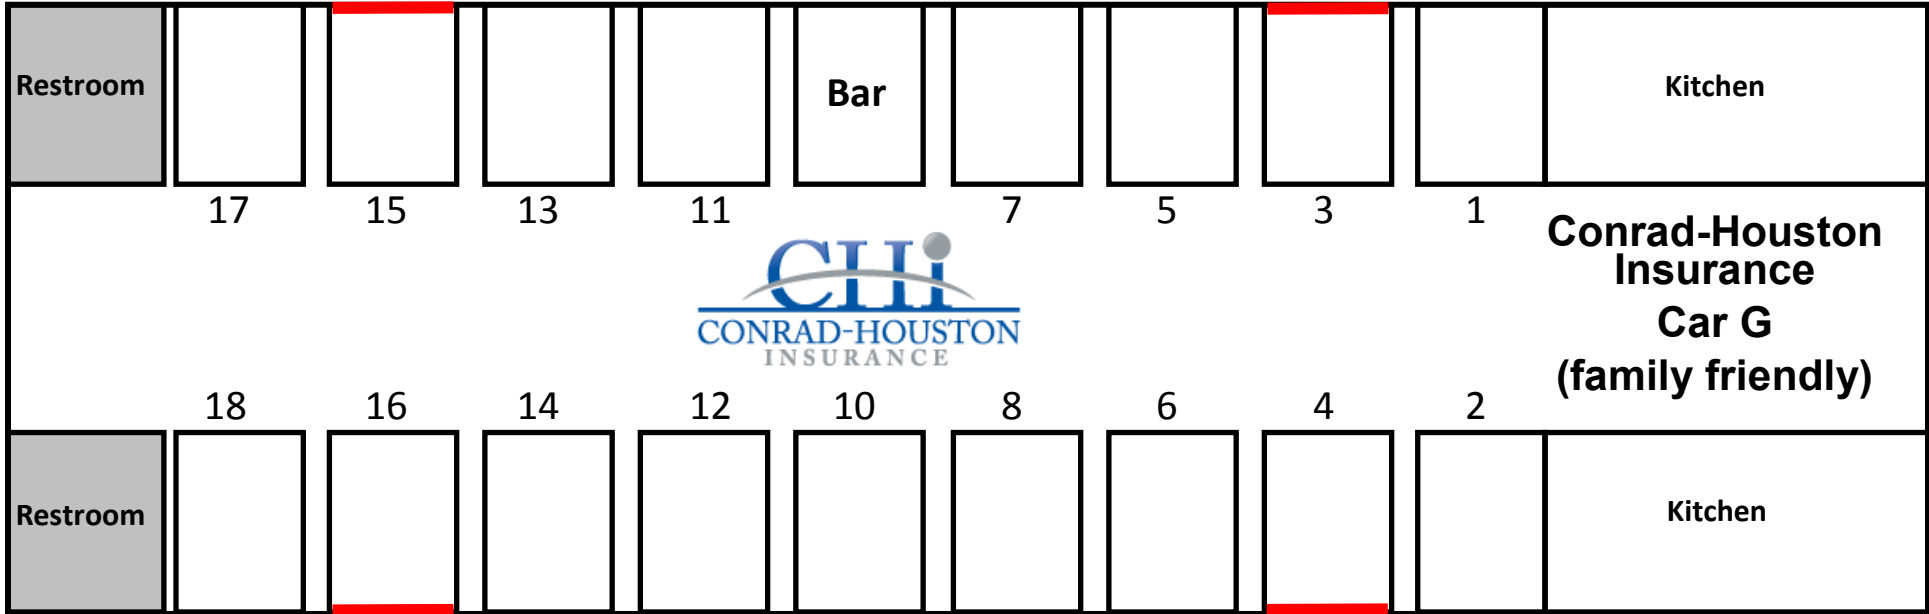 Restroom
Bar
Kitchen
17 15 13 11 7 5 3 1
Conrad-Houston
Insurance
Car G
(family friendly)
CHi
CONRAD-HOUSTON
INSURANCE
18 16 14 12 10 8 6 4 2
Restroom
Kitchen